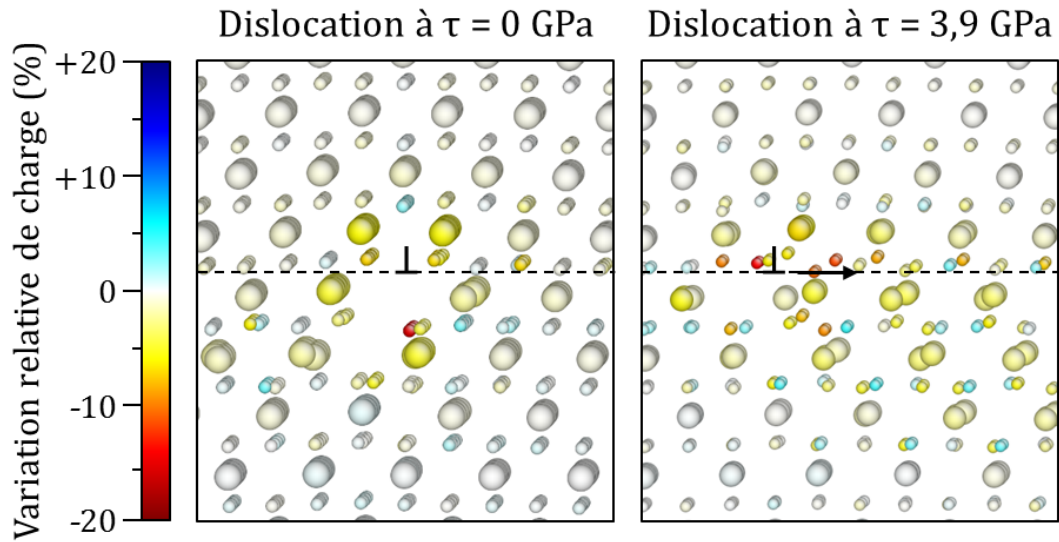 Dislocation à τ = 0 GPa
Dislocation à τ = 3,9 GPa
Variation relative de charge (%)
+20
+10
0
-10
-20